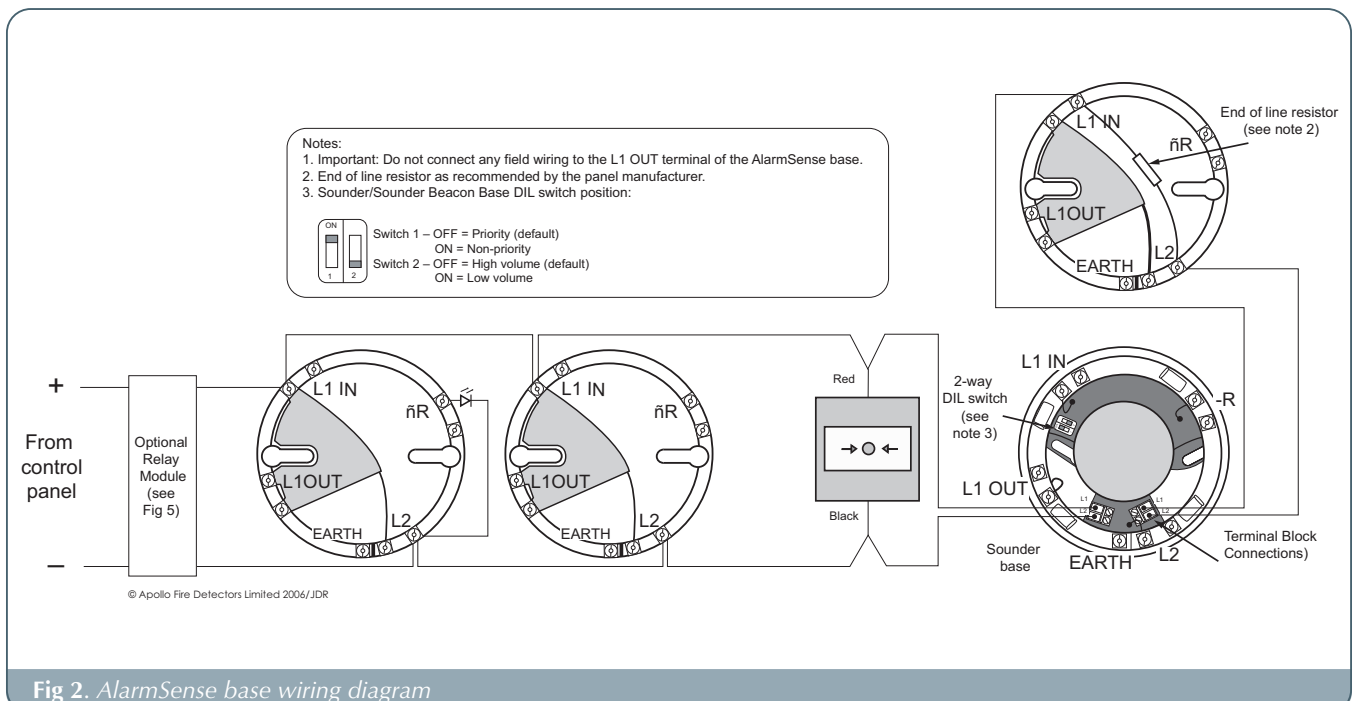 Notes:
1. Important: Do not connect any field wiring to the L1 OUT terminal of the AlarmSense base.
2. End of line resistor as recommended by the panel manufacturer.
3. Sounder/Sounder Beacon Base DIL switch position:
ON
1 2
Switch 1 – OFF = Priority (default)
ON = Non-priority
Switch 2 – OFF = High volume (default)
ON = Low volume
L1 IN
ñR
L1OUT
EARTH
L2
End of line resistor
(see note 2)
+
From
control
panel
–
Optional
Relay
Module
(see
Fig 5)
L1 IN
ñR
L1OUT
EARTH
L2
L1 IN
ñR
L1OUT
EARTH
L2
Red
Black
L1 IN
2-way
DIL switch
(see
note 3)
-R
L1 OUT
L1
L2
L1
L2
Sounder
base
EARTH
L2
Terminal Block
Connections)
© Apollo Fire Detectors Limited 2006/JDR
Fig 2. AlarmSense base wiring diagram